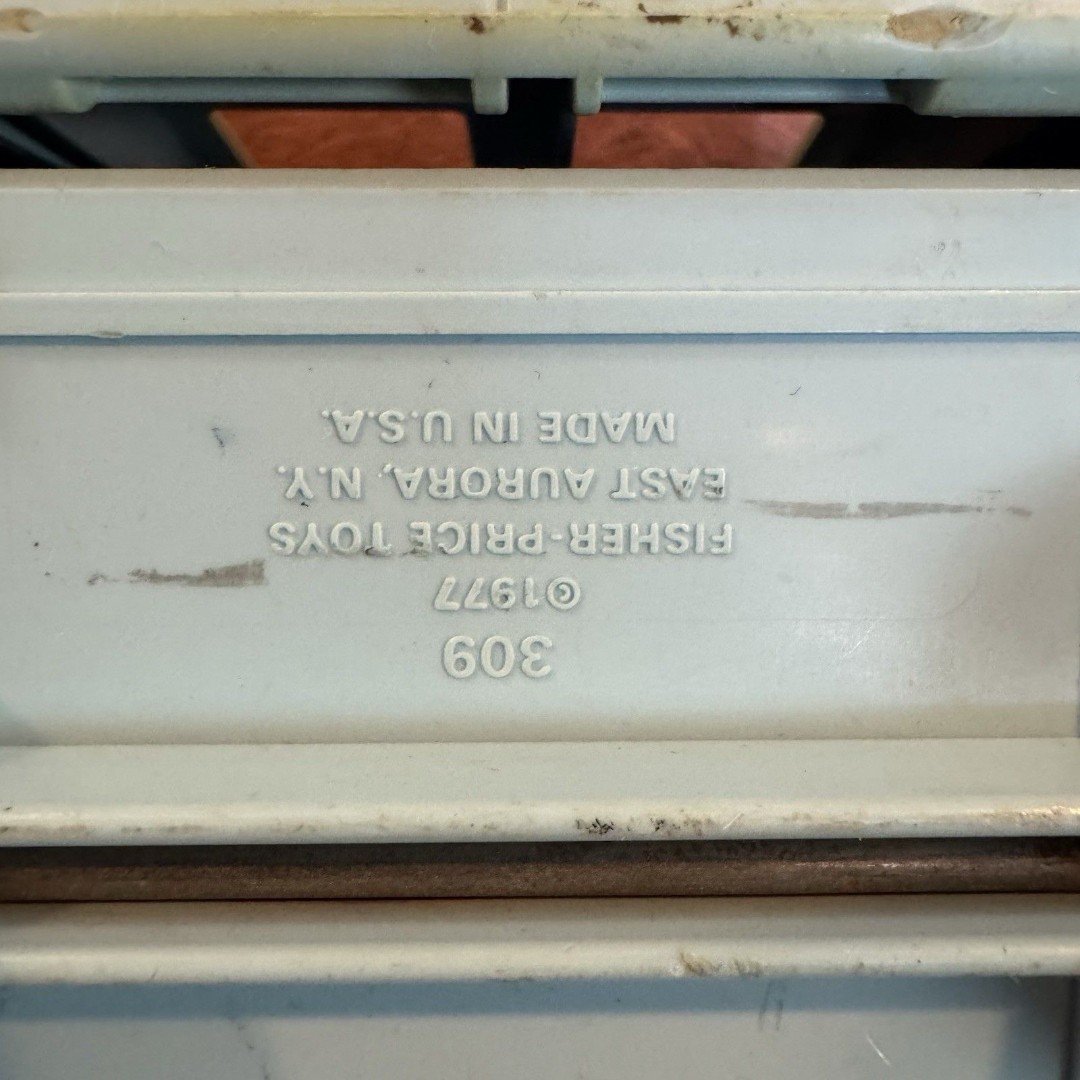 309
©1977
FISHER-PRICE TOYS
EAST AURORA, N.Y.
MADE IN U.S.A.